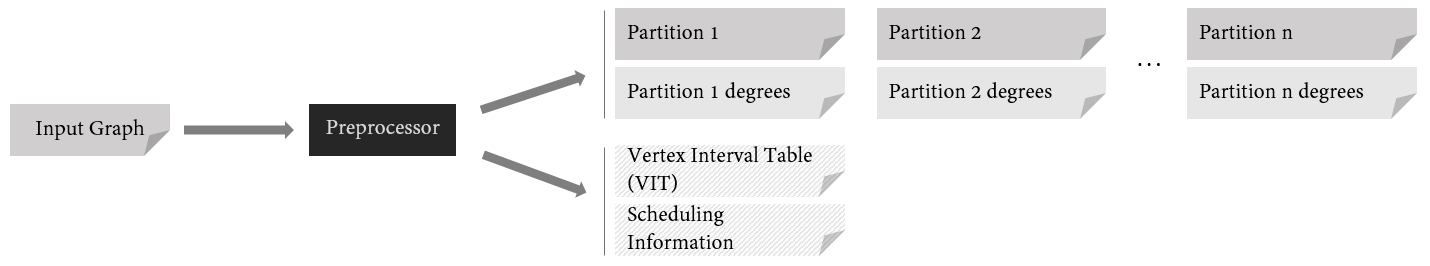 Input Graph
Preprocessor
Partition 1
Partition 1 degrees
Partition 2
Partition 2 degrees
...
Partition n
Partition n degrees
Vertex Interval Table
(VIT)
Scheduling
Information